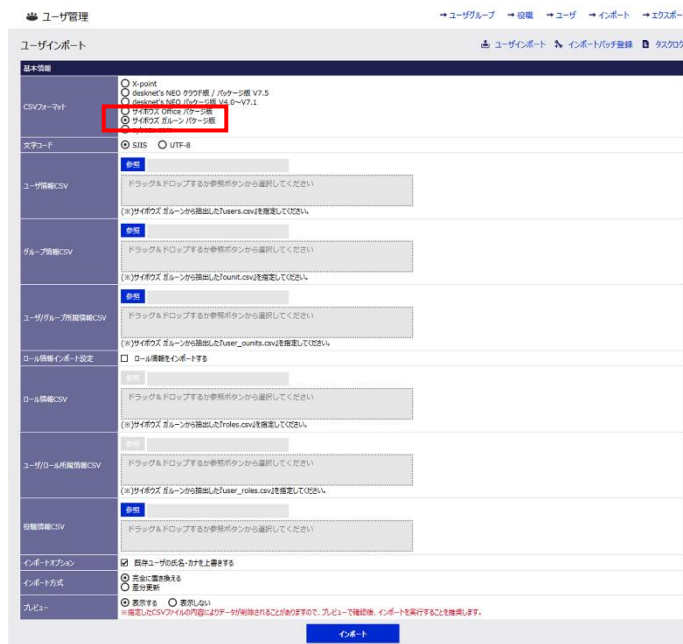 ユーザ管理
→ユーザグループ →役職 →ユーザ →インポート →エクスポー
ユーザインポート
ユーザインポート インポートバッチ登録 タスクログ
基本情報
CSVフォーマット
X-point
desknet's NEO クラウド版 / パッケージ版 V7.5
desknet's NEO パッケージ版 V4.0～V7.1
サイボウズ Office パケージ版
サイボウズ ガルーン パケージ版
文字コード
SJIS UTF-8
ユーザ情報CSV
参照
ドラッグ＆ドロップするか参照ボタンから選択してください
(※)サイボウズ ガルーンから抽出した『users.csv』を指定してください。
グループ情報CSV
参照
ドラッグ＆ドロップするか参照ボタンから選択してください
(※)サイボウズ ガルーンから抽出した『ounit.csv』を指定してください。
ユーザ/グループ所属情報CSV
参照
ドラッグ＆ドロップするか参照ボタンから選択してください
(※)サイボウズ ガルーンから抽出した『user_ounits.csv』を指定してください。
ロール情報インポート設定
ロール情報をインポートする
ロール情報CSV
参照
ドラッグ＆ドロップするか参照ボタンから選択してください
(※)サイボウズ ガルーンから抽出した『roles.csv』を指定してください。
ユーザ/ロール所属情報CSV
参照
ドラッグ＆ドロップするか参照ボタンから選択してください
(※)サイボウズ ガルーンから抽出した『user_roles.csv』を指定してください。
役職情報CSV
参照
ドラッグ＆ドロップするか参照ボタンから選択してください
インポートオプション
既存ユーザの氏名・カナを上書きする
インポート方式
完全に置き換える
差分更新
プレビュー
表示する 表示しない
※指定したCSVファイルの内容によりデータが削除されることがありますので、プレビューで確認後、インポートを実行することを推奨します。
インポート